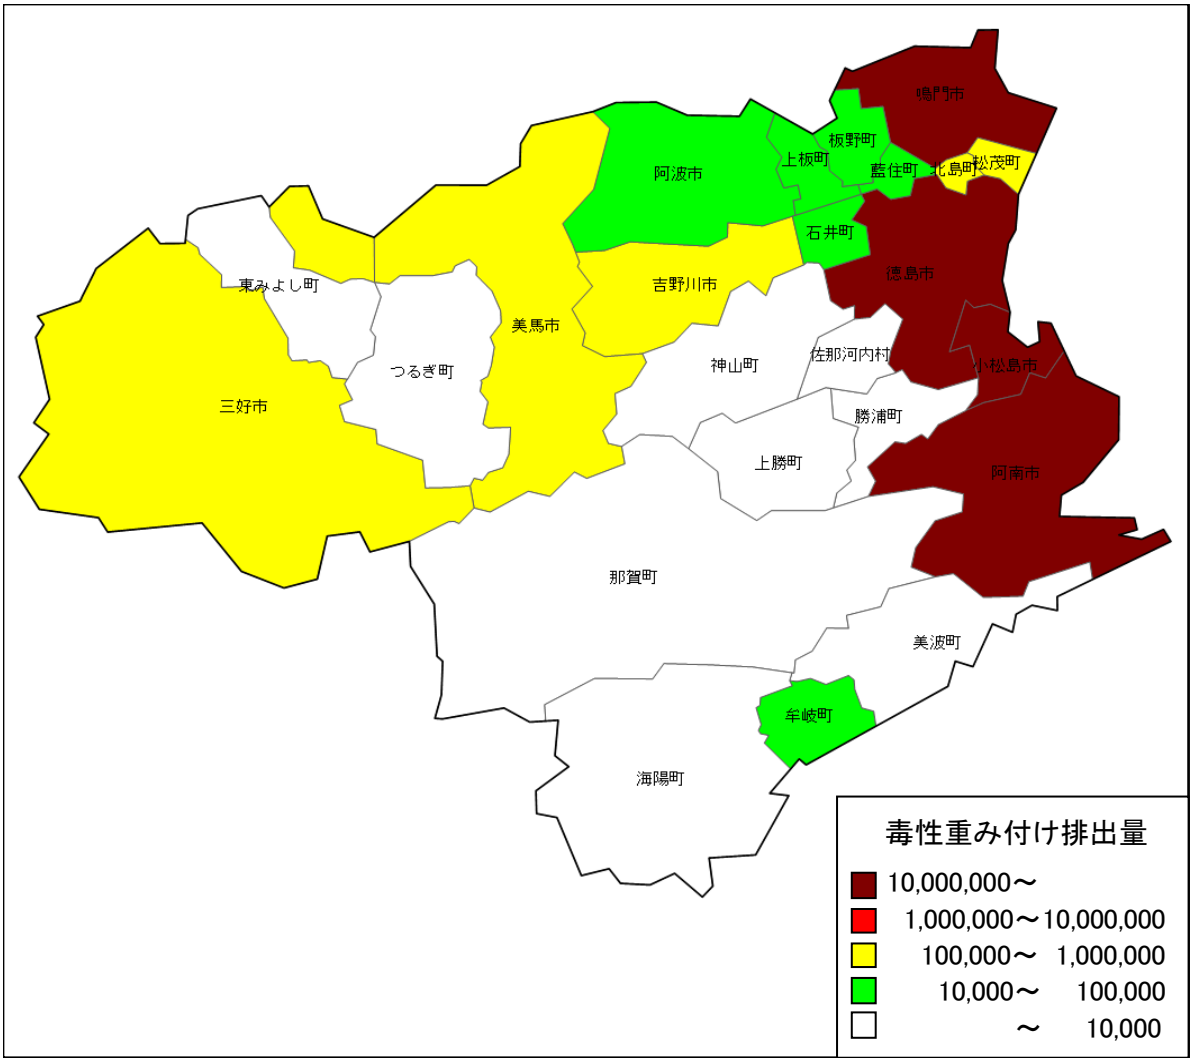 鳴門市
板野町
上板町
松茂町
北島町
藍住町
阿波市
石井町
徳島市
東みよし町
吉野川市
美馬市
佐那河内村
神山町
小松島市
つるぎ町
三好市
勝浦町
上勝町
阿南市
那賀町
美波町
牟岐町
海陽町
毒性重み付け排出量
10,000,000～
1,000,000～10,000,000
100,000～ 1,000,000
10,000～ 100,000
～ 10,000